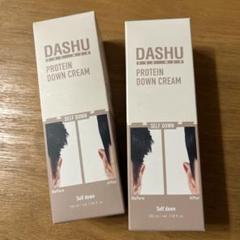 DASHU
PROTEIN
DOWN CREAM
SELF DOWN
Before
After
Self down
DASHU
PROTEIN
DOWN CREAM
SELF DOWN
Before
After
Self down